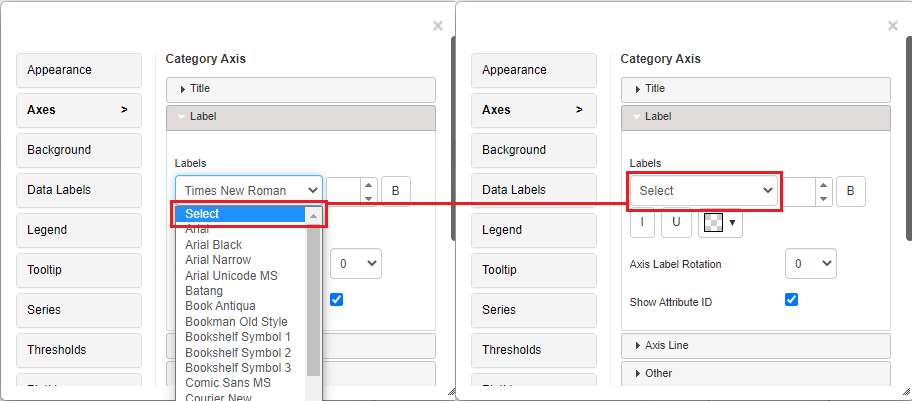 ×
Appearance
Axes >
Background
Data Labels
Legend
Tooltip
Series
Thresholds
Category Axis
Title
Label
Labels
Times New Roman
B
Select
Arial
Arial Black
Arial Narrow
Arial Unicode MS
Batang
Book Antiqua
Bookman Old Style
Bookshelf Symbol 1
Bookshelf Symbol 2
Bookshelf Symbol 3
Comic Sans MS
Courier New
0
×
Appearance
Axes >
Background
Data Labels
Legend
Tooltip
Series
Thresholds
Category Axis
Title
Label
Labels
Select
B
I U
Axis Label Rotation 0
Show Attribute ID
Axis Line
Other